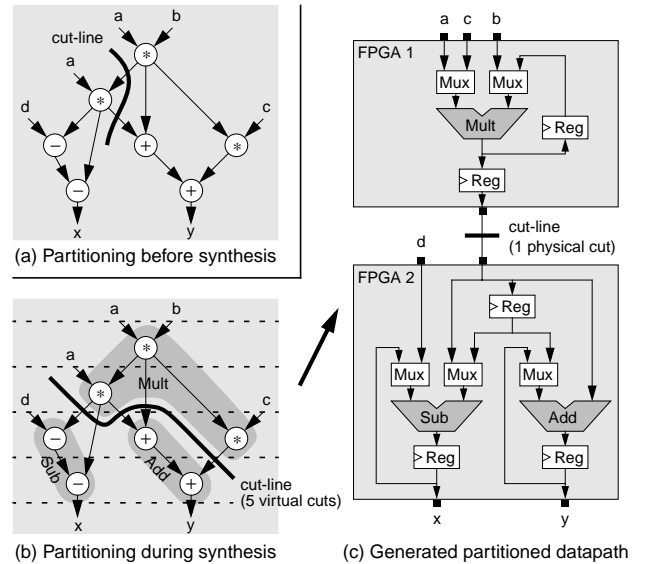 a b
cut-line
*
a
*
d c
− + *
− +
x y
(a) Partitioning before synthesis
a b
*
a
Mult
*
d c
− + *
Sub Add
− +
cut-line
(5 virtual cuts)
x y
(b) Partitioning during synthesis
a c b
FPGA 1
Mux Mux
Mult
> Reg
> Reg
cut-line
(1 physical cut)
d
FPGA 2
> Reg
Mux Mux Mux
Sub Add
> Reg > Reg
x y
(c) Generated partitioned datapath